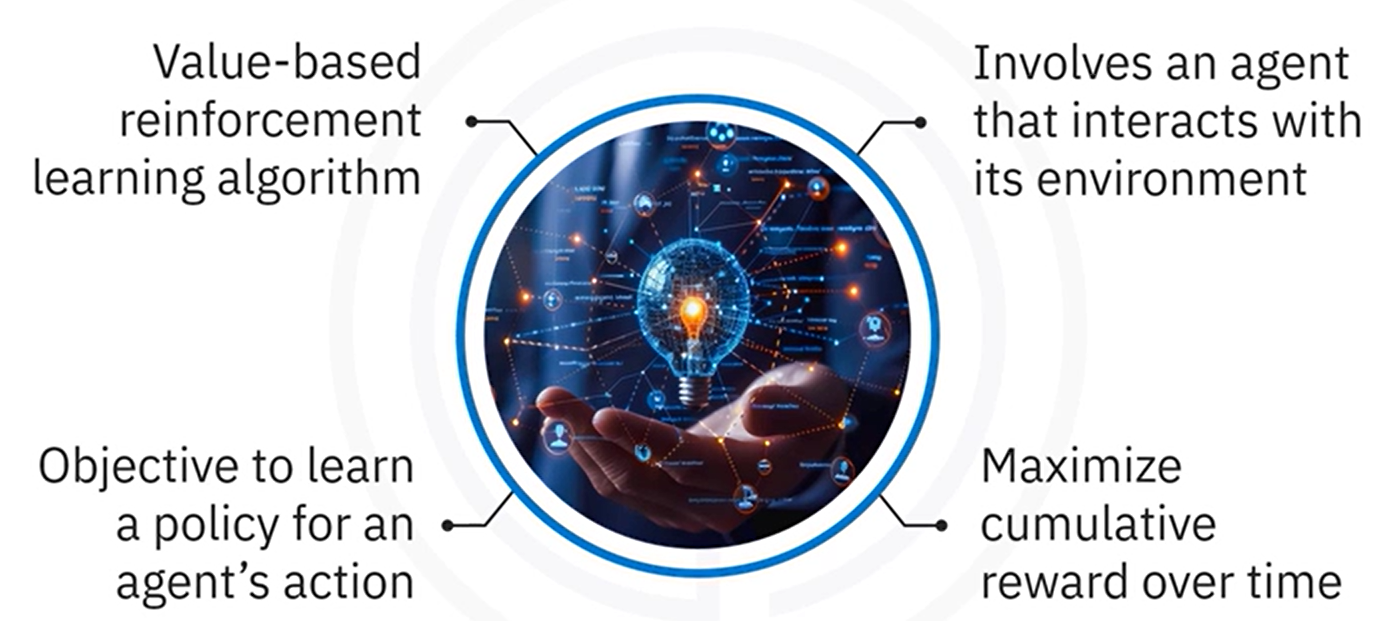 Value-based
reinforcement
learning algorithm
Involves an agent
that interacts with
its environment
Objective to learn
a policy for an
agent’s action
Maximize
cumulative
reward over time